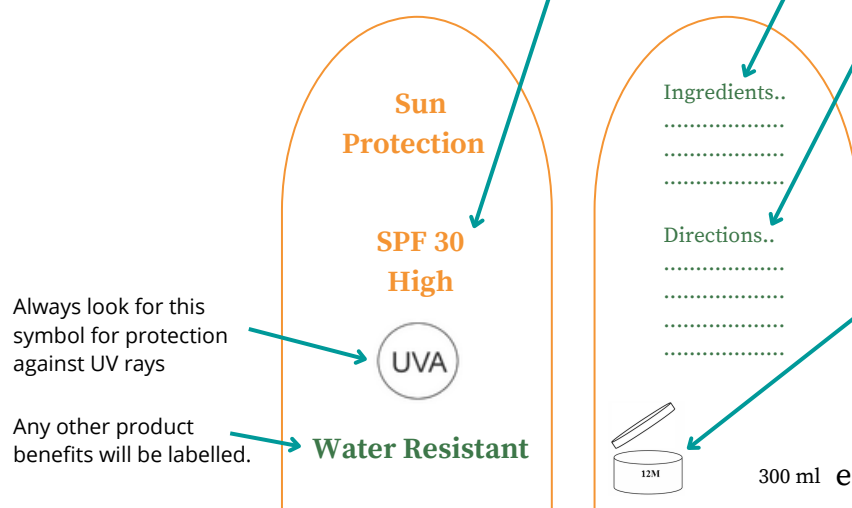 Sun
Protection
SPF 30
High
UVA
Water Resistant
Always look for this
symbol for protection
against UV rays
Any other product
benefits will be labelled.
Ingredients..
...................
...................
...................
Directions..
...................
...................
...................
...................
12M
300 ml e